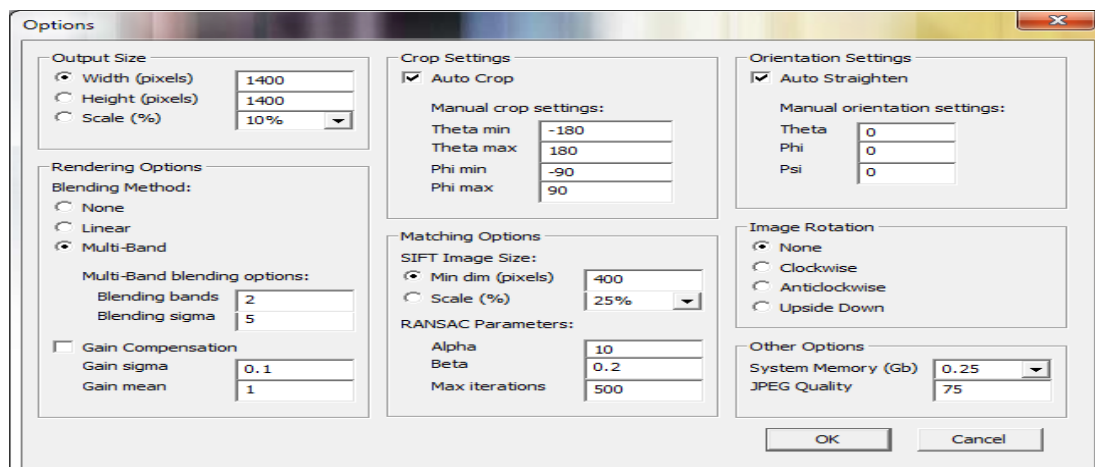 Options
Output Size
Width (pixels) 1400
Height (pixels) 1400
Scale (%) 10%
Rendering Options
Blending Method:
None
Linear
Multi-Band
Multi-Band blending options:
Blending bands 2
Blending sigma 5
Gain Compensation
Gain sigma 0.1
Gain mean 1
Crop Settings
Auto Crop
Manual crop settings:
Theta min -180
Theta max 180
Phi min -90
Phi max 90
Matching Options
SIFT Image Size:
Min dim (pixels) 400
Scale (%) 25%
RANSAC Parameters:
Alpha 10
Beta 0.2
Max iterations 500
Orientation Settings
Auto Straighten
Manual orientation settings:
Theta 0
Phi 0
Psi 0
Image Rotation
None
Clockwise
Anticlockwise
Upside Down
Other Options
System Memory (Gb) 0.25
JPEG Quality 75
OK Cancel